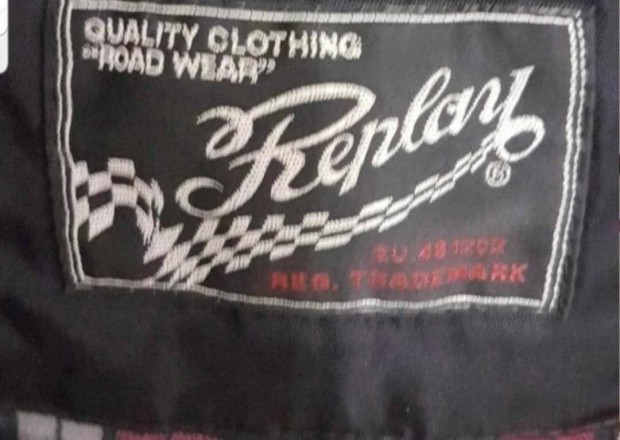 QUALITY CLOTHING
"ROAD WEAR"
Replay
®
REG. TRADEMARK